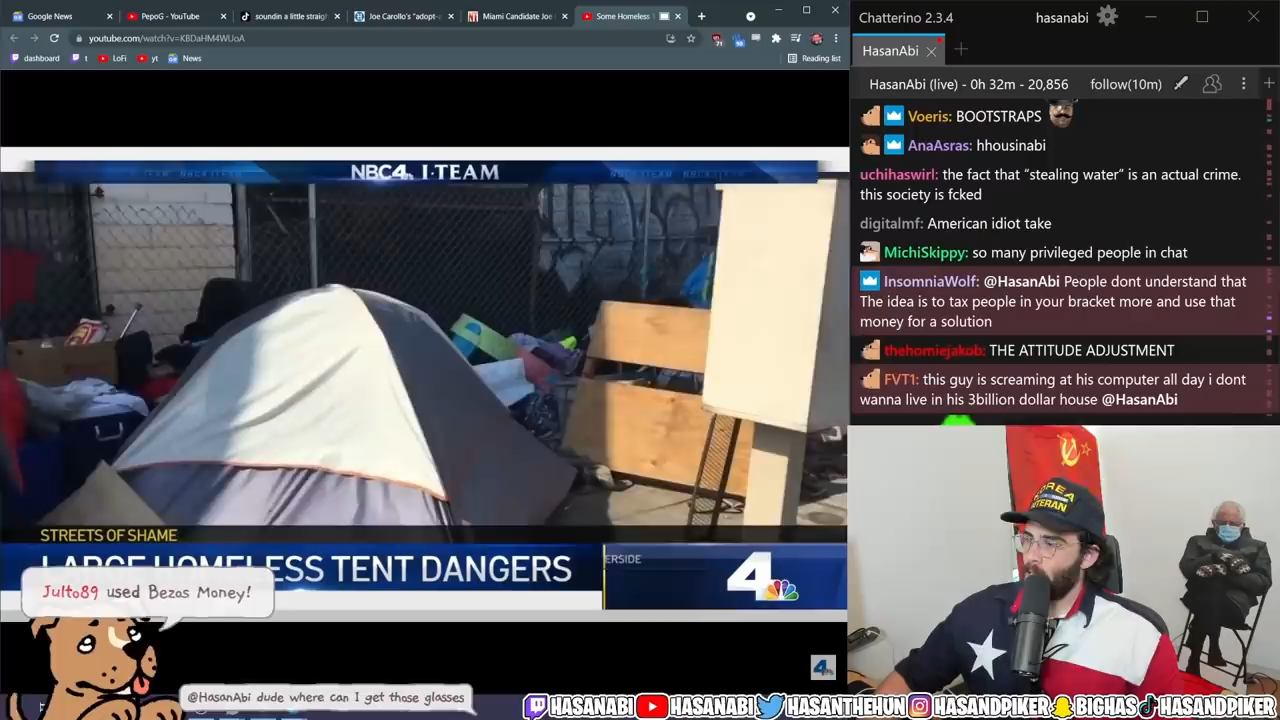 Google News
PepoG - YouTube
soundin a little straig
Joe Carollo's "adopt-
Miami Candidate Joe
Some Homeless
youtube.com/watch?v=KBDaHM4WUoA
71
dashboard
t
LoFi
yt
News
Reading list
NBC4 I-TEAM
STREETS OF SHAME
LARGE HOMELESS TENT DANGERS
ERSIDE
4
4
Julto89 used Bezos Money!
@HasanAbi dude where can I get those glasses
Chatterino 2.3.4
hasanabi
HasanAbi
HasanAbi (live) - 0h 32m - 20,856
follow(10m)
Voeris: BOOTSTRAPS
AnaAsras: hhousinabi
uchihaswirl: the fact that “stealing water” is an actual crime.
this society is fcked
digitalmf: American idiot take
MichiSkippy: so many privileged people in chat
InsomniaWolf: @HasanAbi People dont understand that
The idea is to tax people in your bracket more and use that
money for a solution
thehomiejakob: THE ATTITUDE ADJUSTMENT
FVT1: this guy is screaming at his computer all day i dont
wanna live in his 3billion dollar house @HasanAbi
KOREA
VETERAN
HASANABI HASANABI HASANTHEHUN HASANDPIKER BIGHAS HASANDPIKER